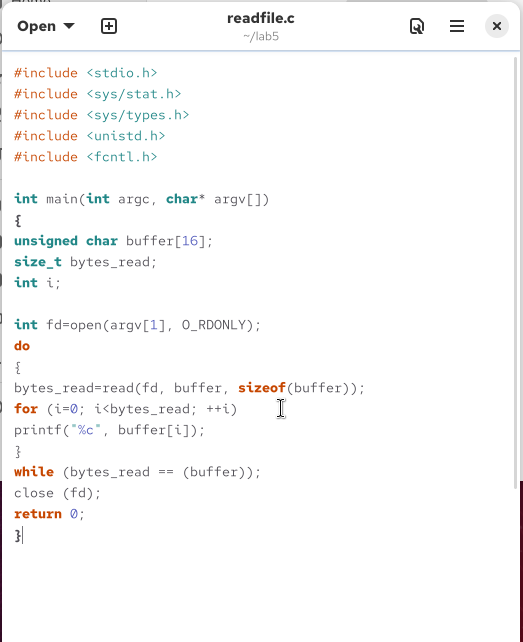 Open
readfile.c
~/lab5
#include <stdio.h>
#include <sys/stat.h>
#include <sys/types.h>
#include <unistd.h>
#include <fcntl.h>
int main(int argc, char* argv[])
{
unsigned char buffer[16];
size_t bytes_read;
int i;
int fd=open(argv[1], O_RDONLY);
do
{
bytes_read=read(fd, buffer, sizeof(buffer));
for (i=0; i<bytes_read; ++i)
printf("%c", buffer[i]);
}
while (bytes_read == (buffer));
close (fd);
return 0;
}